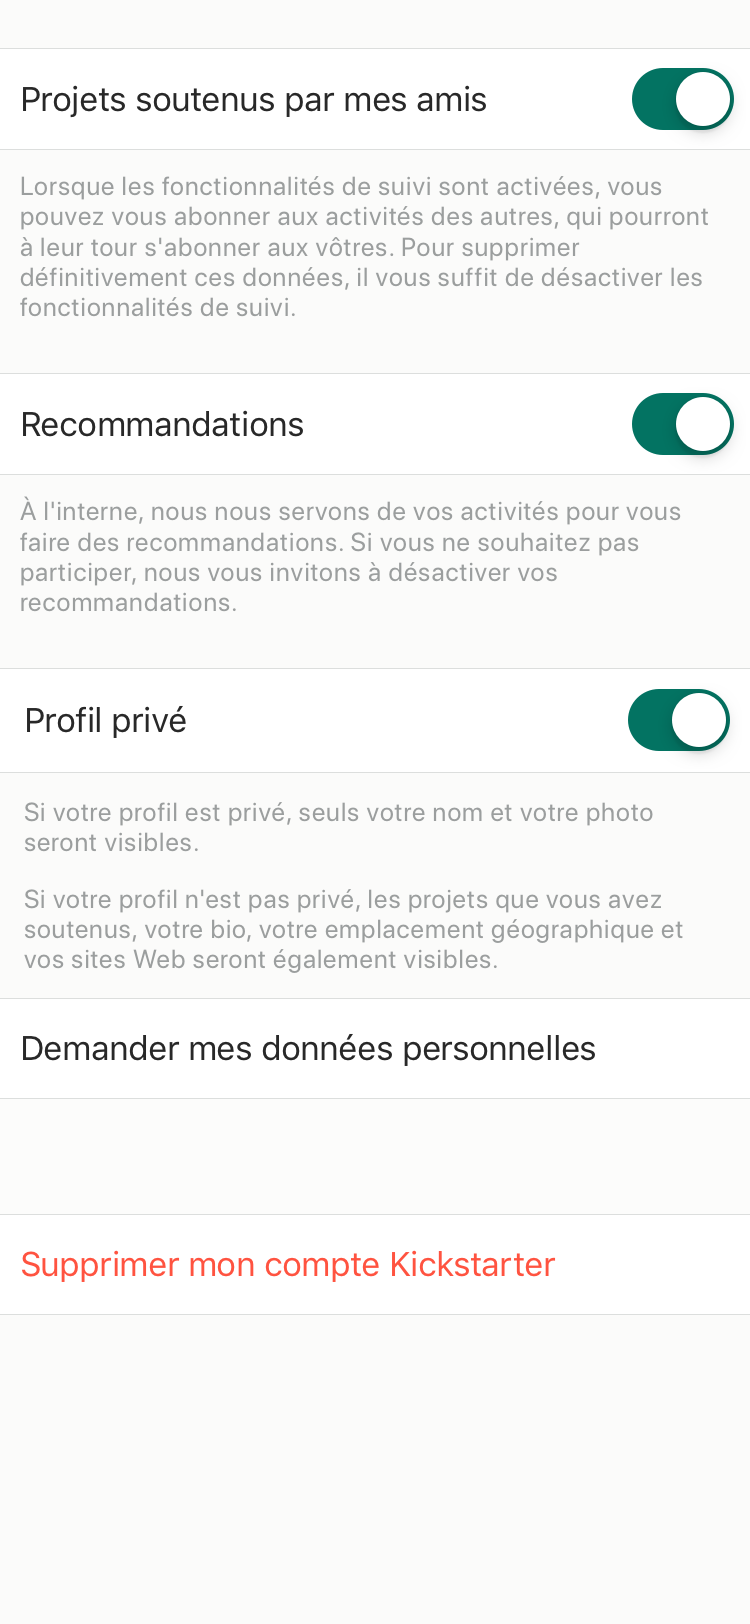 Projets soutenus par mes amis
Lorsque les fonctionnalités de suivi sont activées, vous
pouvez vous abonner aux activités des autres, qui pourront
à leur tour s'abonner aux vôtres. Pour supprimer
définitivement ces données, il vous suffit de désactiver les
fonctionnalités de suivi.
Recommandations
À l'interne, nous nous servons de vos activités pour vous
faire des recommandations. Si vous ne souhaitez pas
participer, nous vous invitons à désactiver vos
recommandations.
Profil privé
Si votre profil est privé, seuls votre nom et votre photo
seront visibles.
Si votre profil n'est pas privé, les projets que vous avez
soutenus, votre bio, votre emplacement géographique et
vos sites Web seront également visibles.
Demander mes données personnelles
Supprimer mon compte Kickstarter